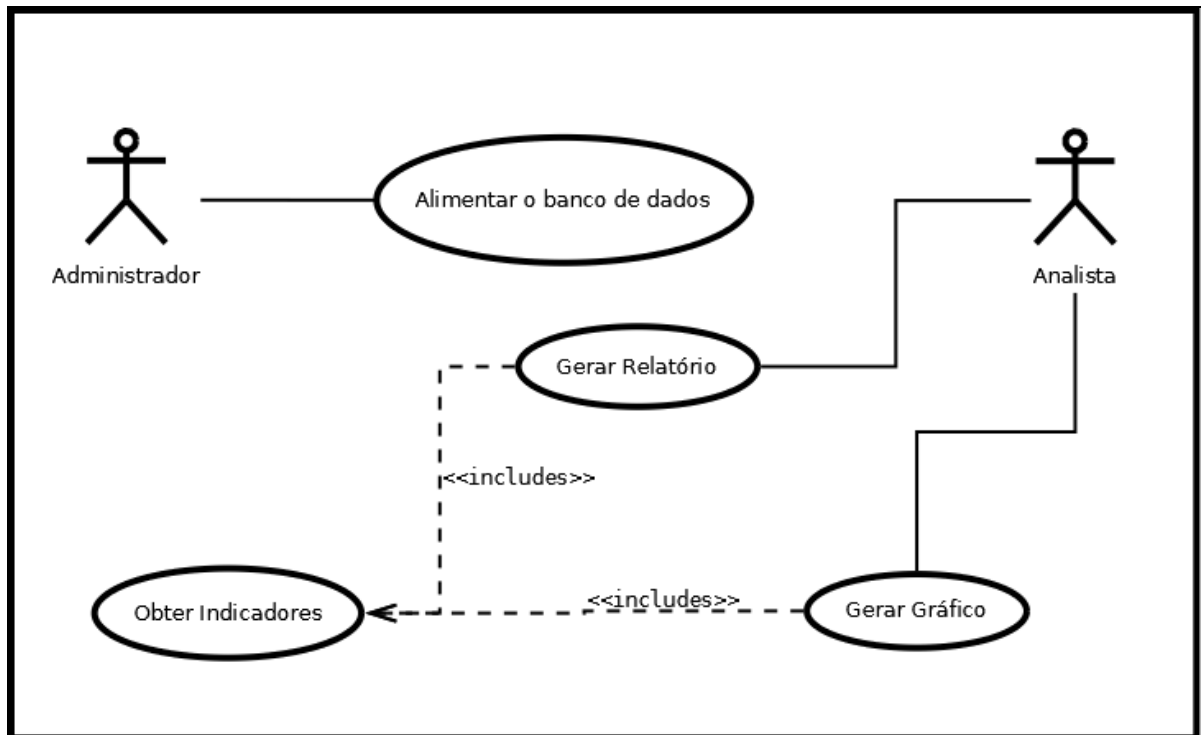 Alimentar o banco de dados
Administrador
Analista
Gerar Relatório
<<includes>>
<<includes>>
Obter Indicadores
Gerar Gráfico